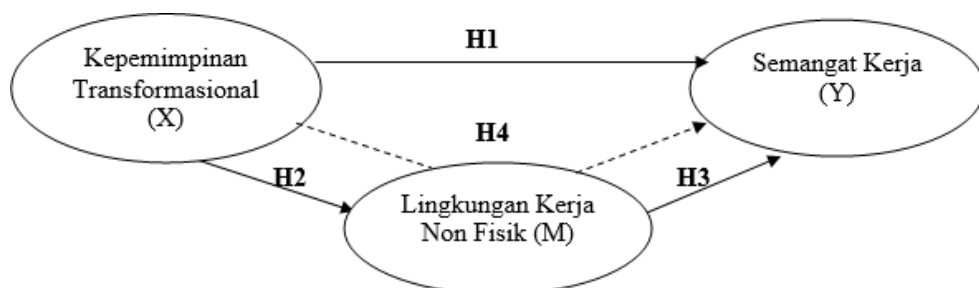 H1
Kepemimpinan
Transformasional
(X)
Semangat Kerja
(Y)
H4
H2
H3
Lingkungan Kerja
Non Fisik (M)